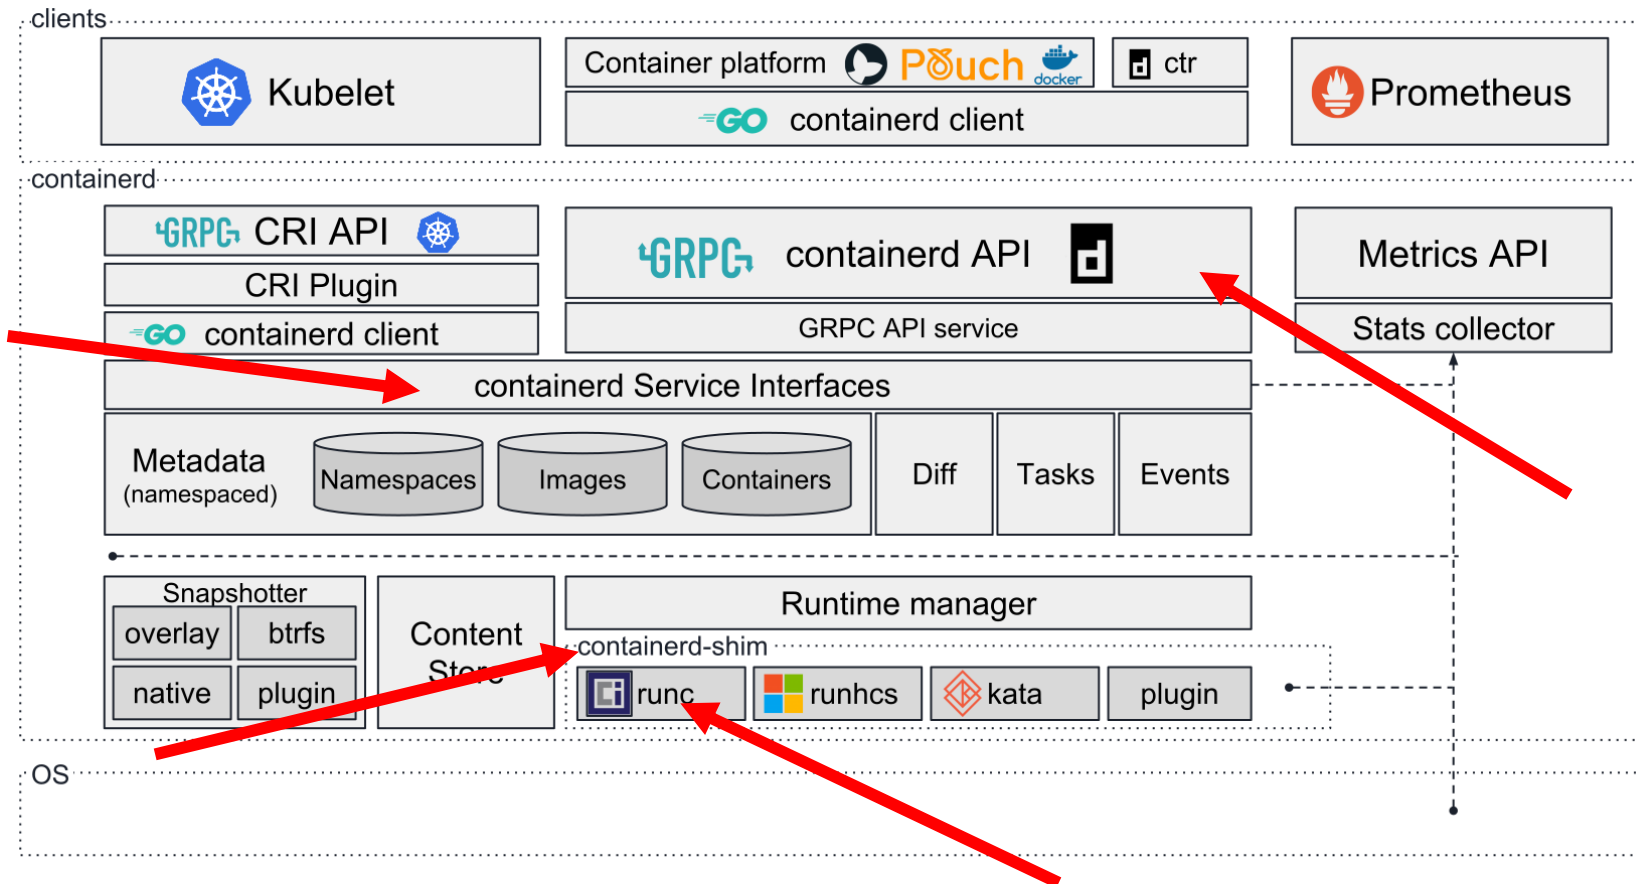 clients
Kubelet
Container platform Pouch docker
ctr
GO containerd client
Prometheus
containerd
GRPC CRI API
CRI Plugin
GO containerd client
GRPC containerd API
GRPC API service
Metrics API
Stats collector
containerd Service Interfaces
Metadata
(namespaced)
Namespaces
Images
Containers
Diff
Tasks
Events
Snapshotter
overlay
btrfs
native
plugin
Content
Store
Runtime manager
containerd-shim
runc
runhcs
kata
plugin
OS